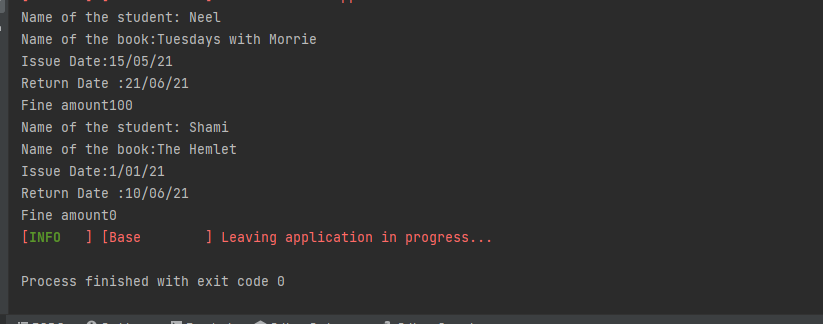 Name of the student: Neel
Name of the book:Tuesdays with Morrie
Issue Date:15/05/21
Return Date :21/06/21
Fine amount100
Name of the student: Shami
Name of the book:The Hemlet
Issue Date:1/01/21
Return Date :10/06/21
Fine amount0
[INFO   ] [Base        ] Leaving application in progress...
Process finished with exit code 0